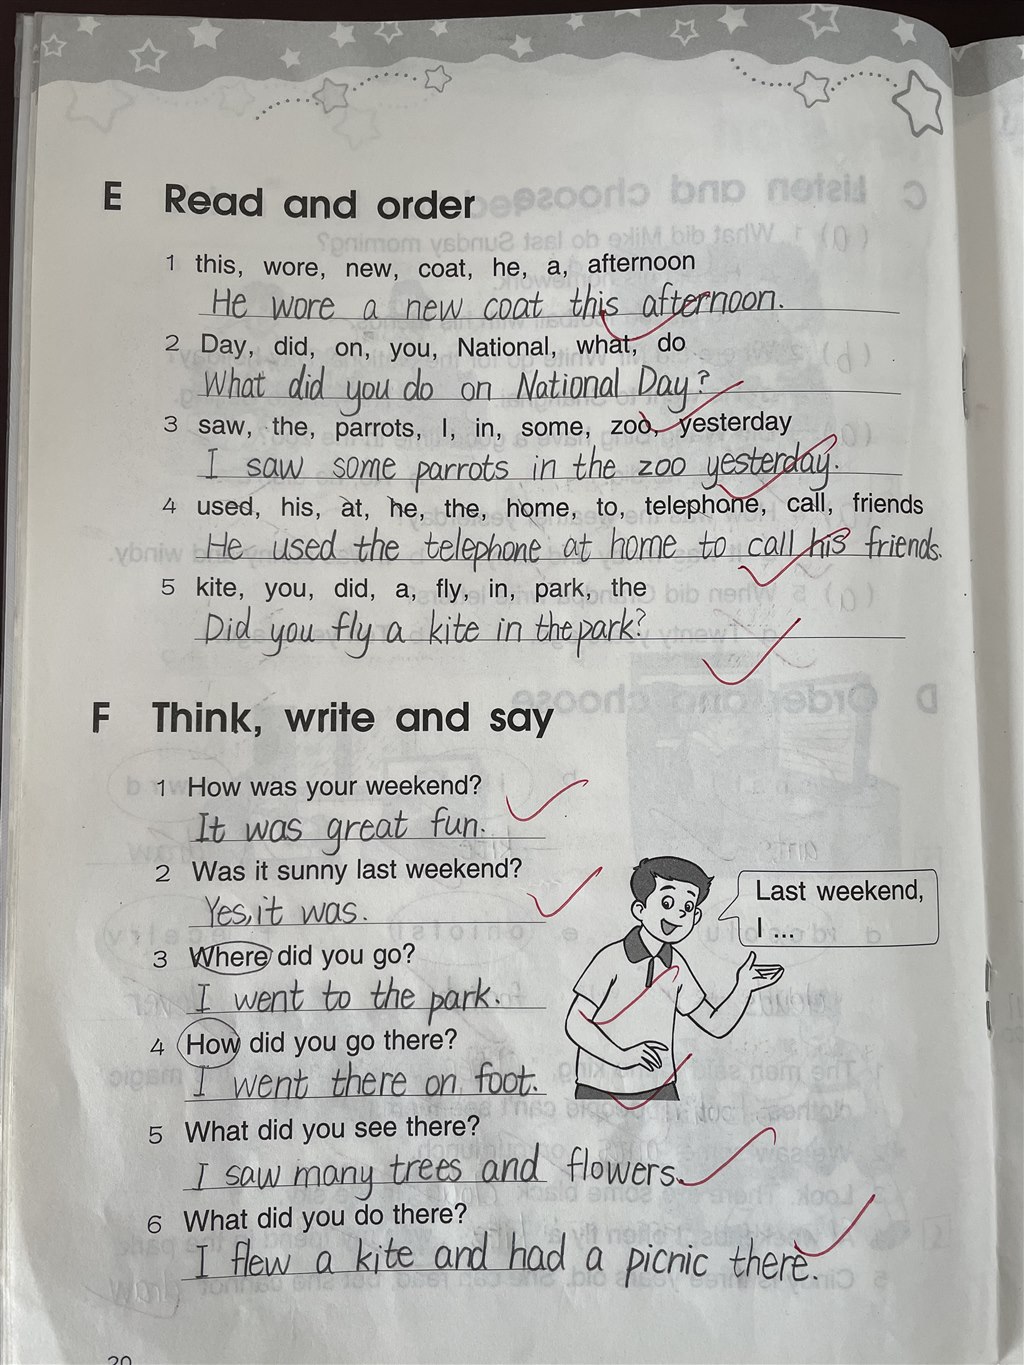 E Read and order
1 this, wore, new, coat, he, a, afternoon
He wore a new coat this afternoon.
2 Day, did, on, you, National, what, do
What did you do on National Day?
3 saw, the, parrots, I, in, some, zoo, yesterday
I saw some parrots in the zoo yesterday.
4 used, his, at, he, the, home, to, telephone, call, friends
He used the telephone at home to call his friends.
5 kite, you, did, a, fly, in, park, the
Did you fly a kite in the park?
F Think, write and say
1 How was your weekend?
It was great fun.
2 Was it sunny last weekend?
Yes, it was.
Last weekend,
I ...
3 Where did you go?
I went to the park.
4 How did you go there?
I went there on foot.
5 What did you see there?
I saw many trees and flowers.
6 What did you do there?
I flew a kite and had a picnic there.
20